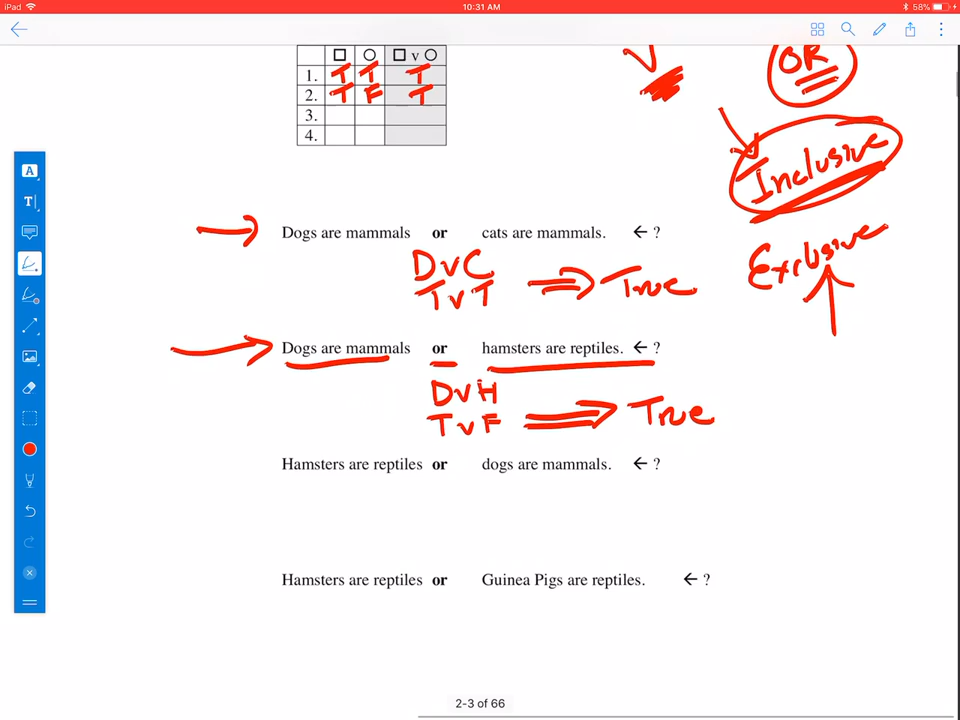 iPad 10:31 AM 58%
□ ○ □ v ○
V OR
1. T T T
2. T F T
3.
4.
Inclusive
Dogs are mammals or cats are mammals. ← ?
Exclusive
D v C
T v T ⇒ True
Dogs are mammals or hamsters are reptiles. ← ?
D v H
T v F ⇒ True
Hamsters are reptiles or dogs are mammals. ← ?
Hamsters are reptiles or Guinea Pigs are reptiles. ← ?
2-3 of 66